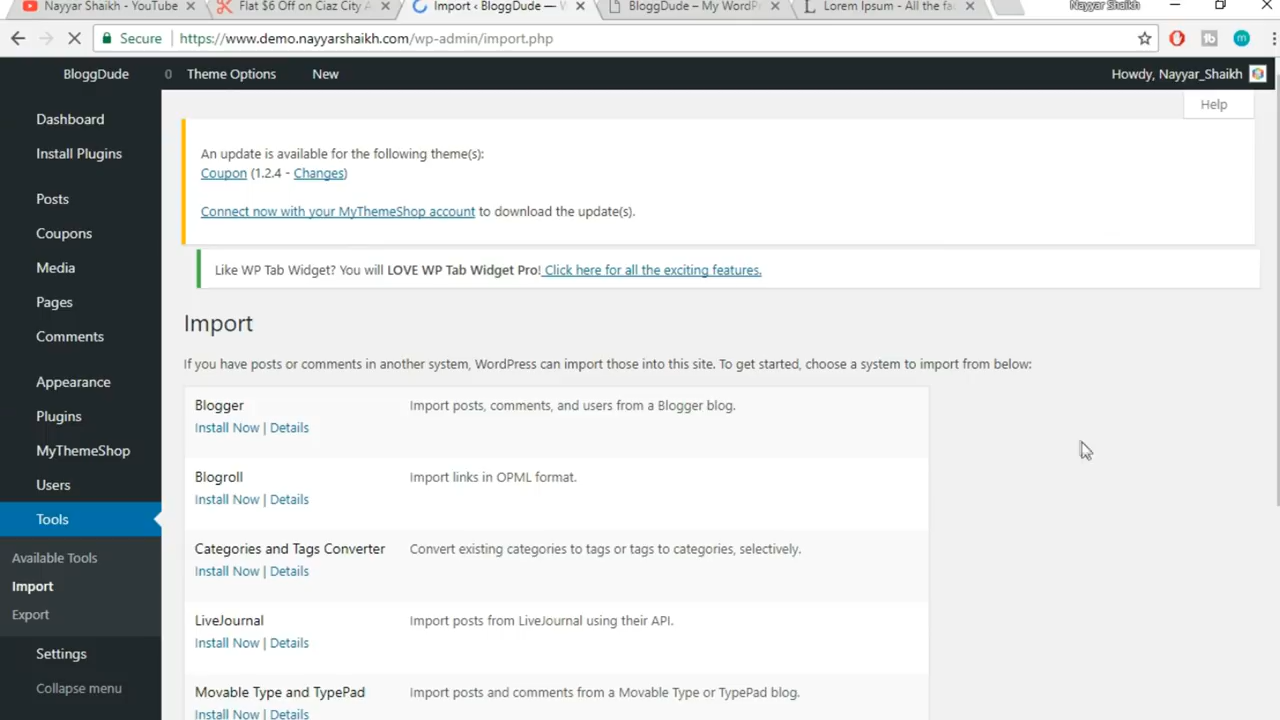 Nayyar Shaikh - YouTube
Flat $6 Off on Ciaz City A
Import ‹ BloggDude — W
BloggDude – My WordP
Lorem Ipsum - All the fa
Nayyar Shaikh
Secure https://www.demo.nayyarshaikh.com/wp-admin/import.php
BloggDude 0 Theme Options New Howdy, Nayyar_Shaikh
Help
Dashboard
Install Plugins
Posts
Coupons
Media
Pages
Comments
Appearance
Plugins
MyThemeShop
Users
Tools
Available Tools
Import
Export
Settings
Collapse menu
An update is available for the following theme(s):
Coupon (1.2.4 - Changes)
Connect now with your MyThemeShop account to download the update(s).
Like WP Tab Widget? You will LOVE WP Tab Widget Pro! Click here for all the exciting features.
Import
If you have posts or comments in another system, WordPress can import those into this site. To get started, choose a system to import from below:
Blogger Import posts, comments, and users from a Blogger blog.
Install Now | Details
Blogroll Import links in OPML format.
Install Now | Details
Categories and Tags Converter Convert existing categories to tags or tags to categories, selectively.
Install Now | Details
LiveJournal Import posts from LiveJournal using their API.
Install Now | Details
Movable Type and TypePad Import posts and comments from a Movable Type or TypePad blog.
Install Now | Details